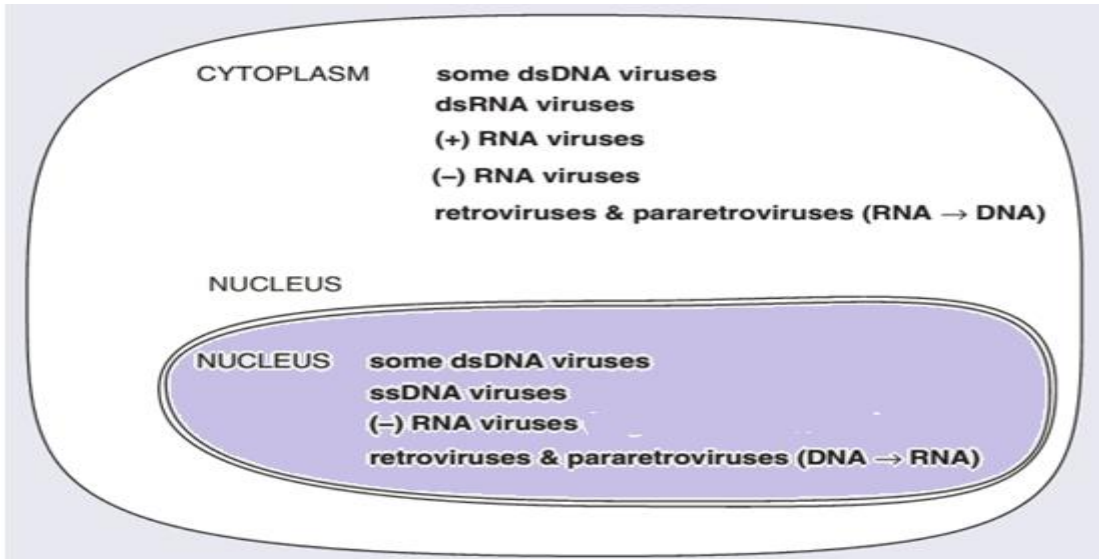 CYTOPLASM some dsDNA viruses
dsRNA viruses
(+) RNA viruses
(–) RNA viruses
retroviruses & pararetroviruses (RNA → DNA)
NUCLEUS
NUCLEUS some dsDNA viruses
ssDNA viruses
(–) RNA viruses
retroviruses & pararetroviruses (DNA → RNA)